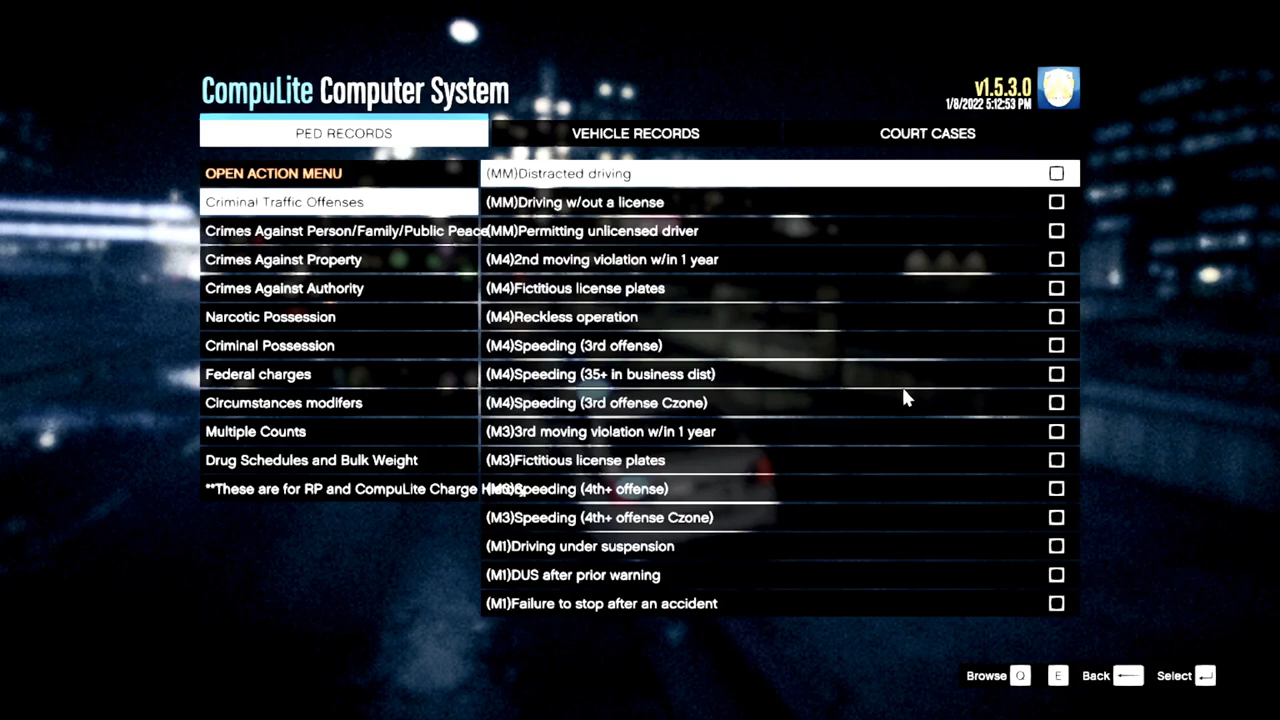 CompuLite Computer System
v1.5.3.0
1/8/2022 5:12:53 PM
PED RECORDS
VEHICLE RECORDS
COURT CASES
OPEN ACTION MENU
Criminal Traffic Offenses
Crimes Against Person/Family/Public Peace
Crimes Against Property
Crimes Against Authority
Narcotic Possession
Criminal Possession
Federal charges
Circumstances modifers
Multiple Counts
Drug Schedules and Bulk Weight
**These are for RP and CompuLite Charge
(MM)Distracted driving
(MM)Driving w/out a license
(MM)Permitting unlicensed driver
(M4)2nd moving violation w/in 1 year
(M4)Fictitious license plates
(M4)Reckless operation
(M4)Speeding (3rd offense)
(M4)Speeding (35+ in business dist)
(M4)Speeding (3rd offense Czone)
(M3)3rd moving violation w/in 1 year
(M3)Fictitious license plates
(M3)Speeding (4th+ offense)
(M3)Speeding (4th+ offense Czone)
(M1)Driving under suspension
(M1)DUS after prior warning
(M1)Failure to stop after an accident
Browse Q E Back Select